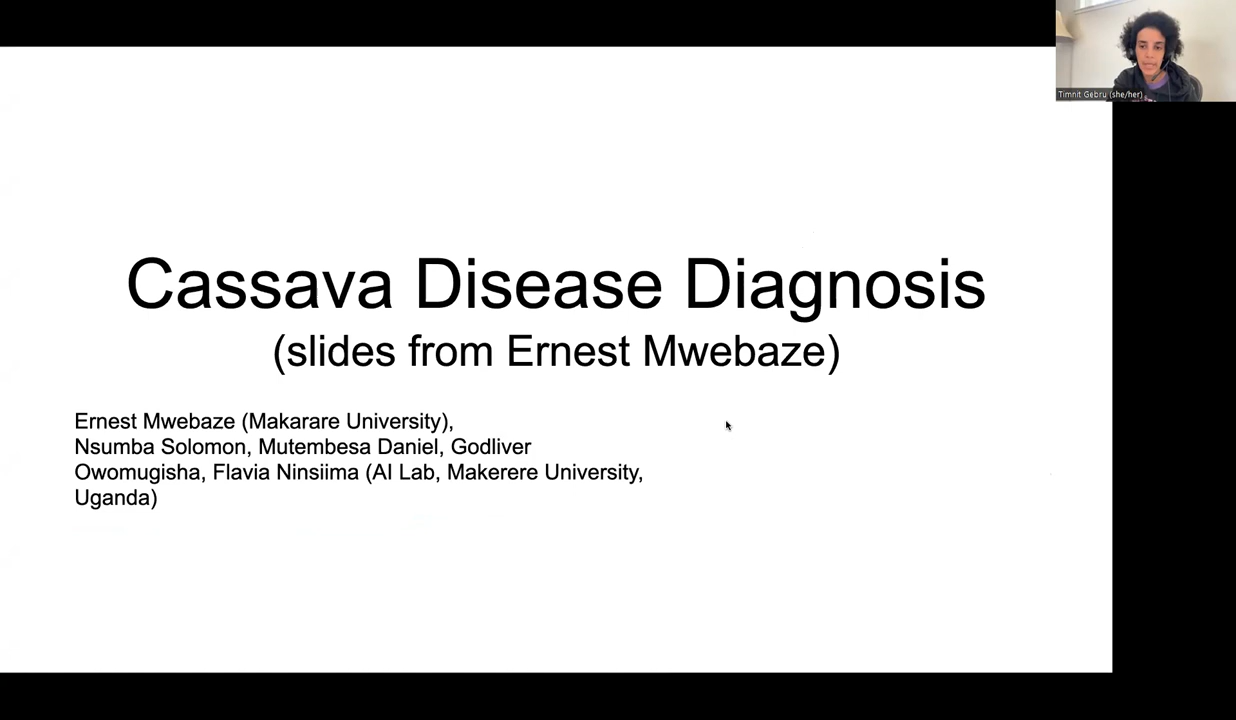 Timnit Gebru (she/her)
Cassava Disease Diagnosis
(slides from Ernest Mwebaze)
Ernest Mwebaze (Makarare University),
Nsumba Solomon, Mutembesa Daniel, Godliver
Owomugisha, Flavia Ninsiima (AI Lab, Makerere University,
Uganda)